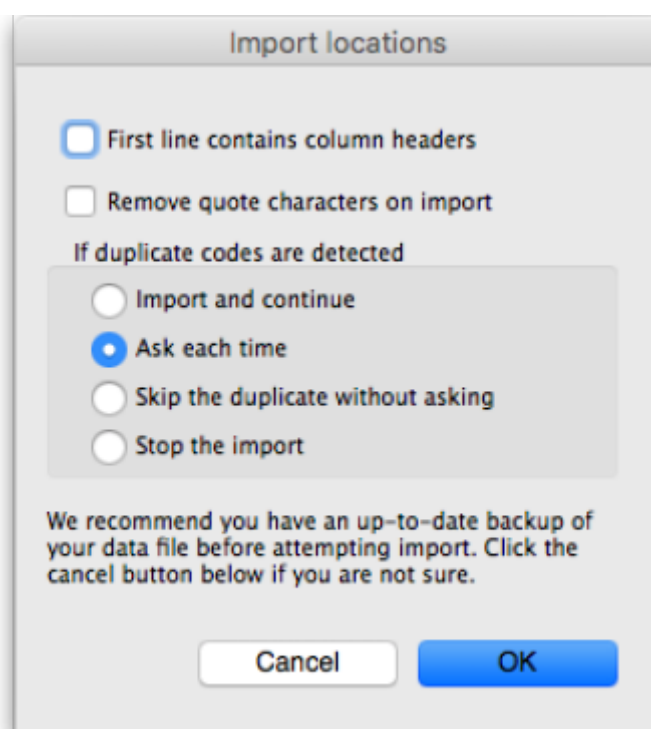 Import locations
First line contains column headers
Remove quote characters on import
If duplicate codes are detected
Import and continue
Ask each time
Skip the duplicate without asking
Stop the import
We recommend you have an up-to-date backup of
your data file before attempting import. Click the
cancel button below if you are not sure.
Cancel
OK